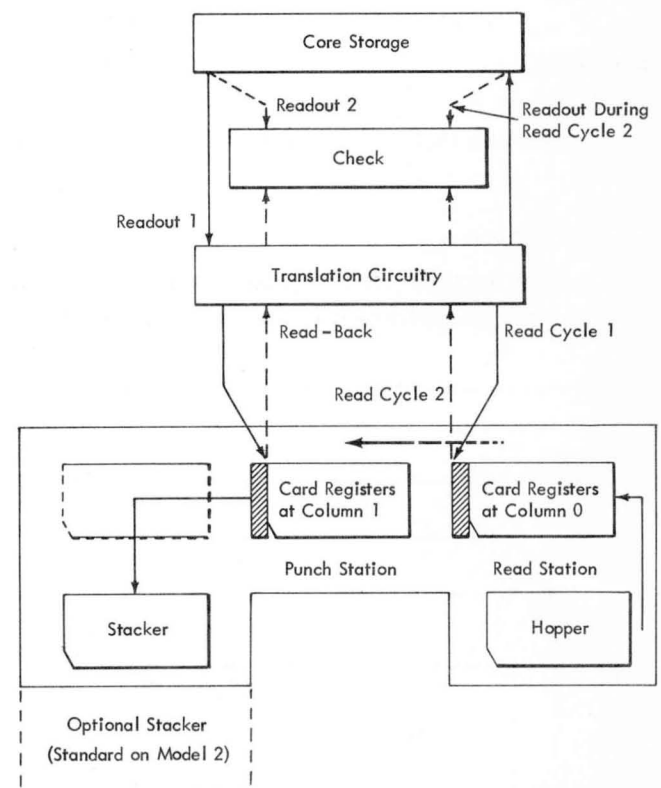 Core Storage
Readout 2
Readout During
Read Cycle 2
Check
Readout 1
Translation Circuitry
Read-Back
Read Cycle 1
Read Cycle 2
Card Registers
at Column 1
Card Registers
at Column 0
Punch Station
Read Station
Stacker
Hopper
Optional Stacker
(Standard on Model 2)